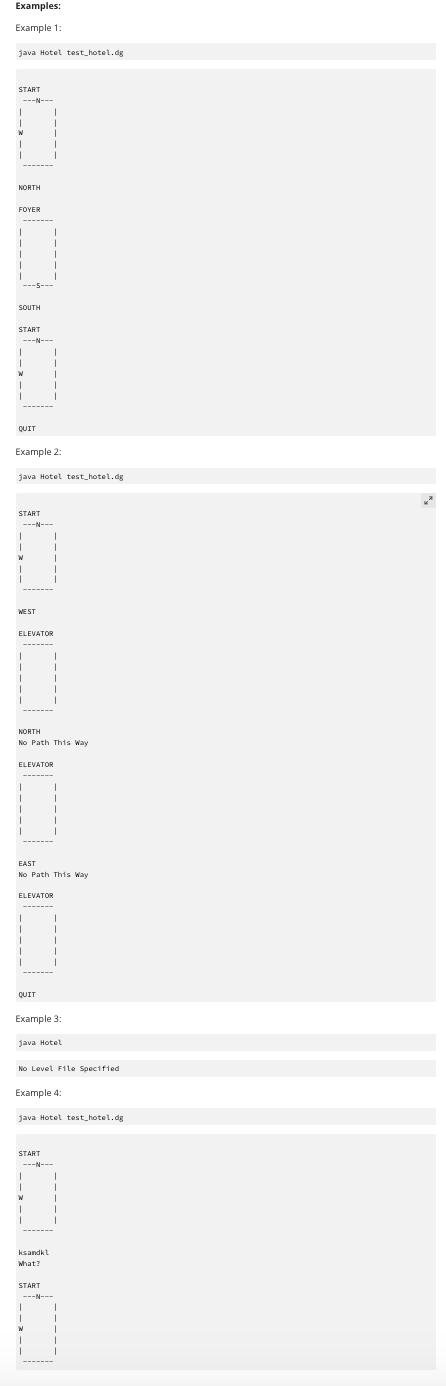 Examples:
Example 1:
java Hotel test_hotel.dg
START
 ---N---
|       |
|       |
W       |
|       |
|       |
 -------
NORTH
FOYER
 -------
|       |
|       |
|       |
|       |
|       |
 ---S---
SOUTH
START
 ---N---
|       |
|       |
W       |
|       |
|       |
 -------
QUIT
Example 2:
java Hotel test_hotel.dg
START
 ---N---
|       |
|       |
W       |
|       |
|       |
 -------
WEST
ELEVATOR
 -------
|       |
|       |
|       |
|       |
|       |
 -------
NORTH
No Path This Way
ELEVATOR
 -------
|       |
|       |
|       |
|       |
|       |
 -------
EAST
No Path This Way
ELEVATOR
 -------
|       |
|       |
|       |
|       |
|       |
 -------
QUIT
Example 3:
java Hotel
No Level File Specified
Example 4:
java Hotel test_hotel.dg
START
 ---N---
|       |
|       |
W       |
|       |
|       |
 -------
ksamdkl
What?
START
 ---N---
|       |
|       |
W       |
|       |
|       |
 -------